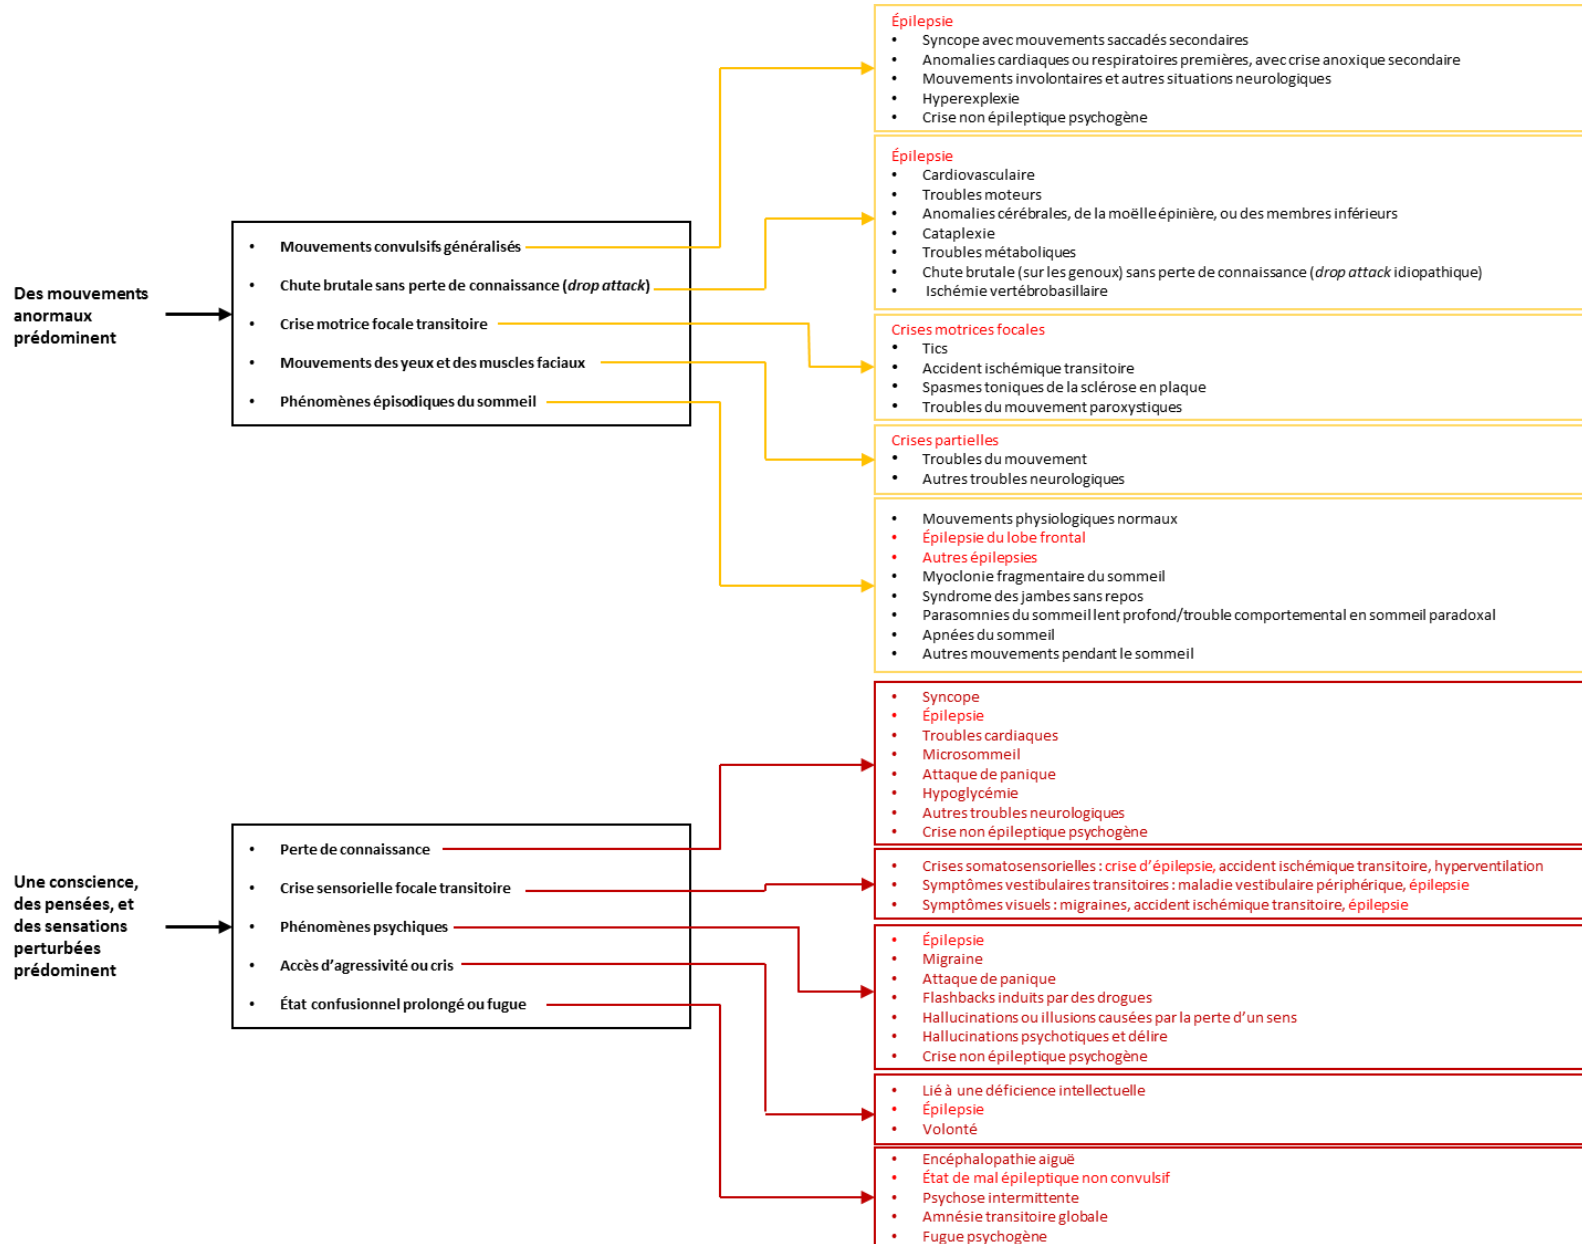 Des mouvements
anormaux
prédominent
• Mouvements convulsifs généralisés
• Chute brutale sans perte de connaissance (drop attack)
• Crise motrice focale transitoire
• Mouvements des yeux et des muscles faciaux
• Phénomènes épisodiques du sommeil
Épilepsie
• Syncope avec mouvements saccadés secondaires
• Anomalies cardiaques ou respiratoires premières, avec crise anoxique secondaire
• Mouvements involontaires et autres situations neurologiques
• Hyperexplexie
• Crise non épileptique psychogène
Épilepsie
• Cardiovasculaire
• Troubles moteurs
• Anomalies cérébrales, de la moëlle épinière, ou des membres inférieurs
• Cataplexie
• Troubles métaboliques
• Chute brutale (sur les genoux) sans perte de connaissance (drop attack idiopathique)
• Ischémie vertébrobasillaire
Crises motrices focales
• Tics
• Accident ischémique transitoire
• Spasmes toniques de la sclérose en plaque
• Troubles du mouvement paroxystiques
Crises partielles
• Troubles du mouvement
• Autres troubles neurologiques
• Mouvements physiologiques normaux
• Épilepsie du lobe frontal
• Autres épilepsies
• Myoclonie fragmentaire du sommeil
• Syndrome des jambes sans repos
• Parasomnies du sommeil lent profond/trouble comportemental en sommeil paradoxal
• Apnées du sommeil
• Autres mouvements pendant le sommeil
Une conscience,
des pensées, et
des sensations
perturbées
prédominent
• Perte de connaissance
• Crise sensorielle focale transitoire
• Phénomènes psychiques
• Accès d'agressivité ou cris
• État confusionnel prolongé ou fugue
• Syncope
• Épilepsie
• Troubles cardiaques
• Microsommeil
• Attaque de panique
• Hypoglycémie
• Autres troubles neurologiques
• Crise non épileptique psychogène
• Crises somatosensorielles : crise d'épilepsie, accident ischémique transitoire, hyperventilation
• Symptômes vestibulaires transitoires : maladie vestibulaire périphérique, épilepsie
• Symptômes visuels : migraines, accident ischémique transitoire, épilepsie
• Épilepsie
• Migraine
• Attaque de panique
• Flashbacks induits par des drogues
• Hallucinations ou illusions causées par la perte d'un sens
• Hallucinations psychotiques et délire
• Crise non épileptique psychogène
• Lié à une déficience intellectuelle
• Épilepsie
• Volonté
• Encéphalopathie aiguë
• État de mal épileptique non convulsif
• Psychose intermittente
• Amnésie transitoire globale
• Fugue psychogène